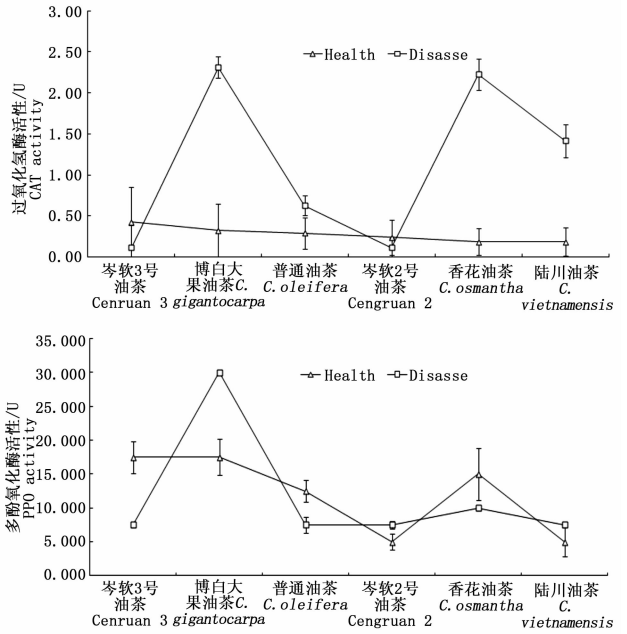 3.00
2.50
2.00
1.50
1.00
0.50
0.00
过氧化氢酶活性/U
CAT activity
Health Disasse
岑软3号 博白大 普通油茶 岑软2号 香花油茶 陆川油茶
油茶 果油茶C. C.oleifera 油茶 C.osmantha C.
Cenruan 3 gigantocarpa Cengruan 2 vietnamensis
35.000
30.000
25.000
20.000
15.000
10.000
5.000
0.000
多酚氧化酶活性/U
PPO activity
Health Disasse
岑软3号 博白大 普通油茶 岑软2号 香花油茶 陆川油茶
油茶 果油茶C. C.oleifera 油茶 C.osmantha C.
Cenruan 3 gigantocarpa Cengruan 2 vietnamensis